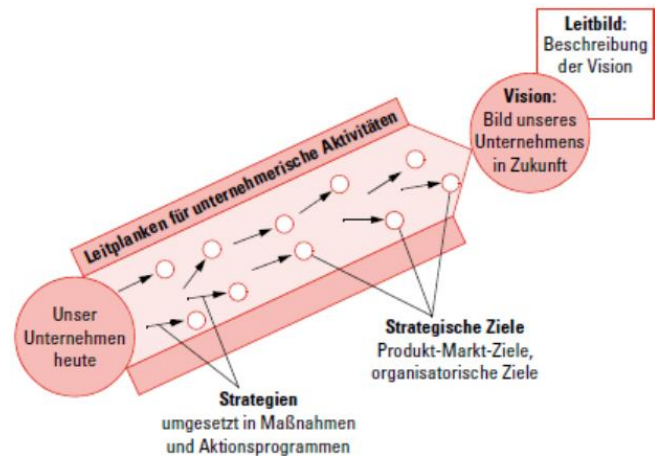 Leitbild:
Beschreibung
der Vision
Vision:
Bild unseres
Unternehmens
in Zukunft
Leitplanken für unternehmerische Aktivitäten
Unser
Unternehmen
heute
Strategische Ziele
Produkt-Markt-Ziele,
organisatorische Ziele
Strategien
umgesetzt in Maßnahmen
und Aktionsprogrammen